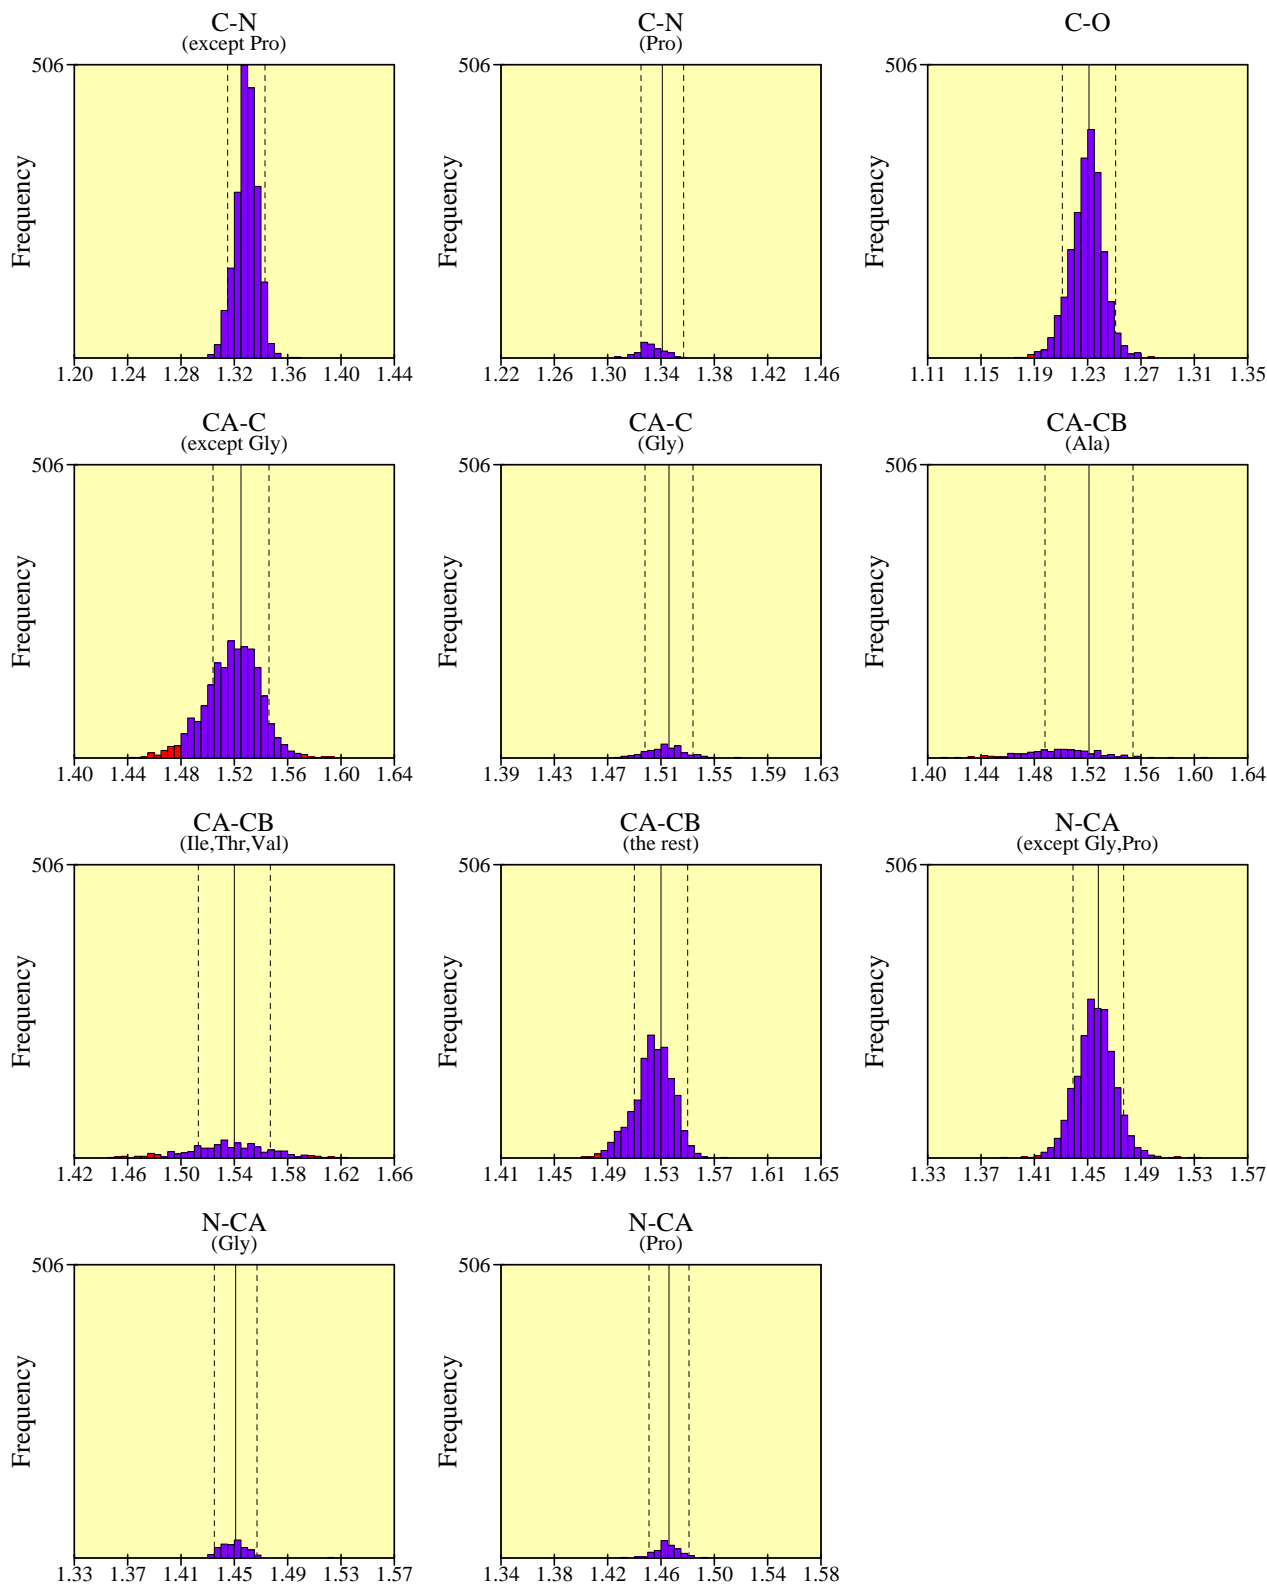 C-N
(except Pro)
506
Frequency
1.20 1.24 1.28 1.32 1.36 1.40 1.44
C-N
(Pro)
506
Frequency
1.22 1.26 1.30 1.34 1.38 1.42 1.46
C-O
506
Frequency
1.11 1.15 1.19 1.23 1.27 1.31 1.35
CA-C
(except Gly)
506
Frequency
1.40 1.44 1.48 1.52 1.56 1.60 1.64
CA-C
(Gly)
506
Frequency
1.39 1.43 1.47 1.51 1.55 1.59 1.63
CA-CB
(Ala)
506
Frequency
1.40 1.44 1.48 1.52 1.56 1.60 1.64
CA-CB
(Ile,Thr,Val)
506
Frequency
1.42 1.46 1.50 1.54 1.58 1.62 1.66
CA-CB
(the rest)
506
Frequency
1.41 1.45 1.49 1.53 1.57 1.61 1.65
N-CA
(except Gly,Pro)
506
Frequency
1.33 1.37 1.41 1.45 1.49 1.53 1.57
N-CA
(Gly)
506
Frequency
1.33 1.37 1.41 1.45 1.49 1.53 1.57
N-CA
(Pro)
506
Frequency
1.34 1.38 1.42 1.46 1.50 1.54 1.58